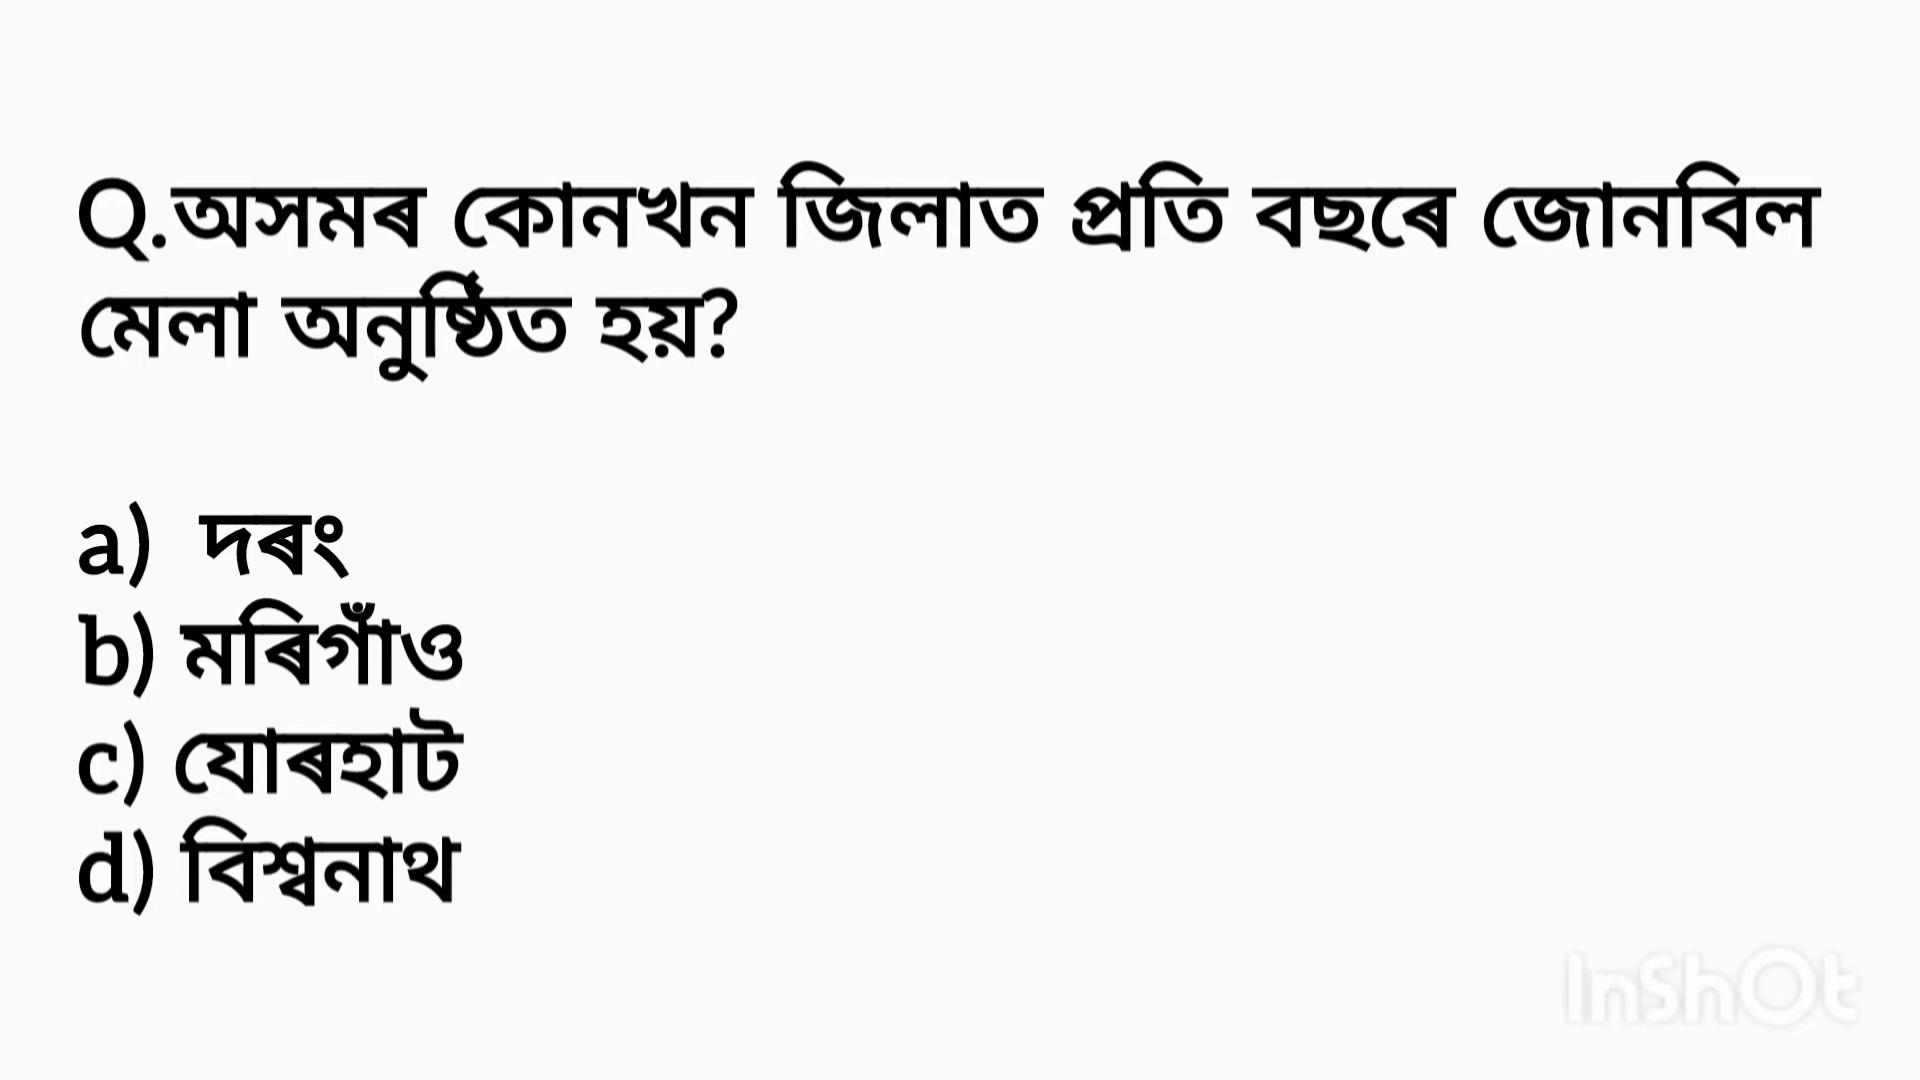 Q.অসমৰ কোনখন জিলাত প্ৰতি বছৰে জোনবিল
মেলা অনুষ্ঠিত হয়?
a) দৰং
b) মৰিগাঁও
c) যোৰহাট
d) বিশ্বনাথ
InShOt